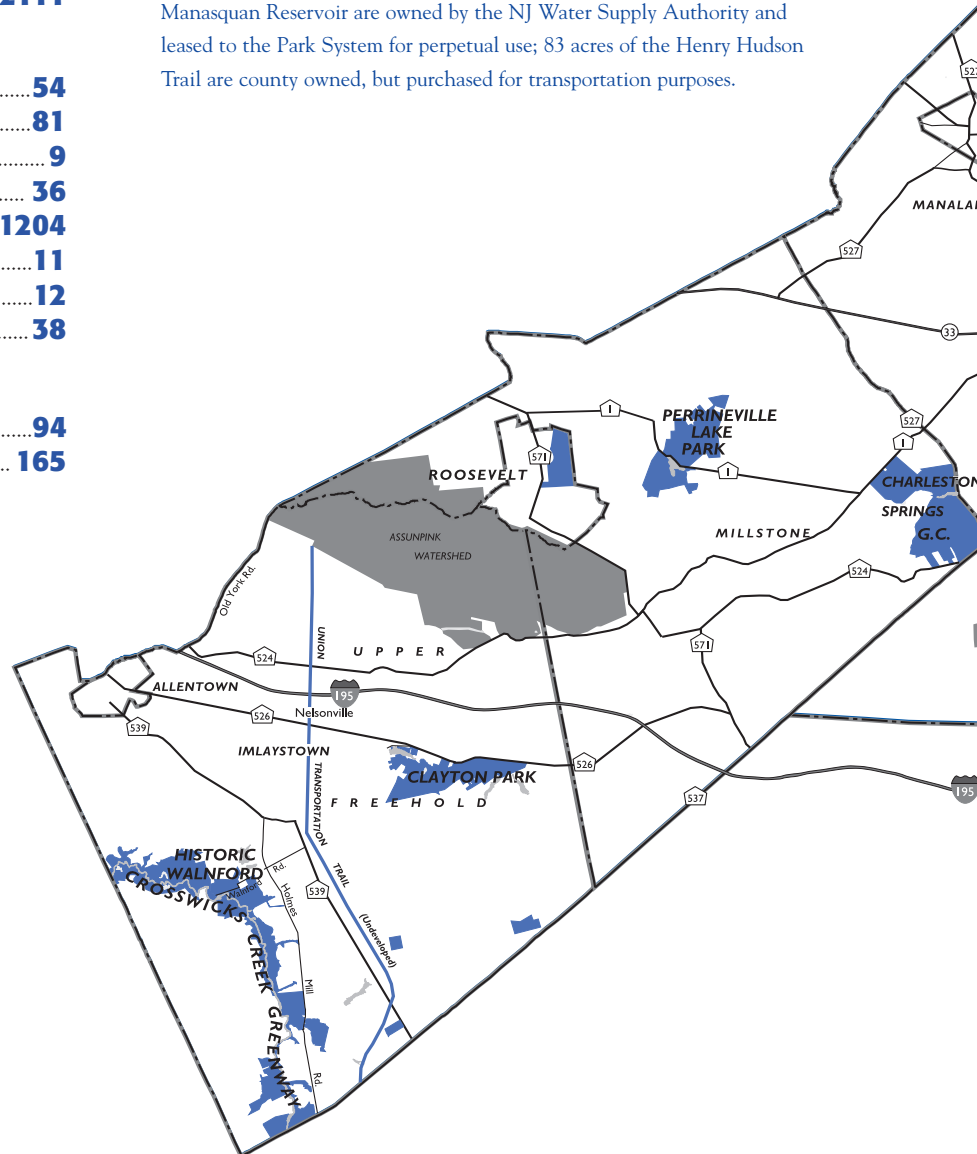 Manasquan Reservoir are owned by the NJ Water Supply Authority and
leased to the Park System for perpetual use; 83 acres of the Henry Hudson
Trail are county owned, but purchased for transportation purposes.
......54
......81
.........9
.....36
1204
......11
......12
.....38
......94
..165
527
MANALA
527
33
1
PERRINEVILLE
LAKE
PARK
527
1
571
ROOSEVELT
1
CHARLESTON
SPRINGS
G.C.
MILLSTONE
ASSUNPINK
WATERSHED
524
Old York Rd.
UNION
571
524
UPPER
ALLENTOWN
195
Nelsonville
526
539
IMLAYSTOWN
TRANSPORTATION
CLAYTON PARK
526
FREEHOLD
537
195
HISTORIC
WALNFORD
Rd.
Walnford
TRAIL
539
Holmes
CROSSWICKS CREEK GREENWAY
(Undeveloped)
Mill
Rd.